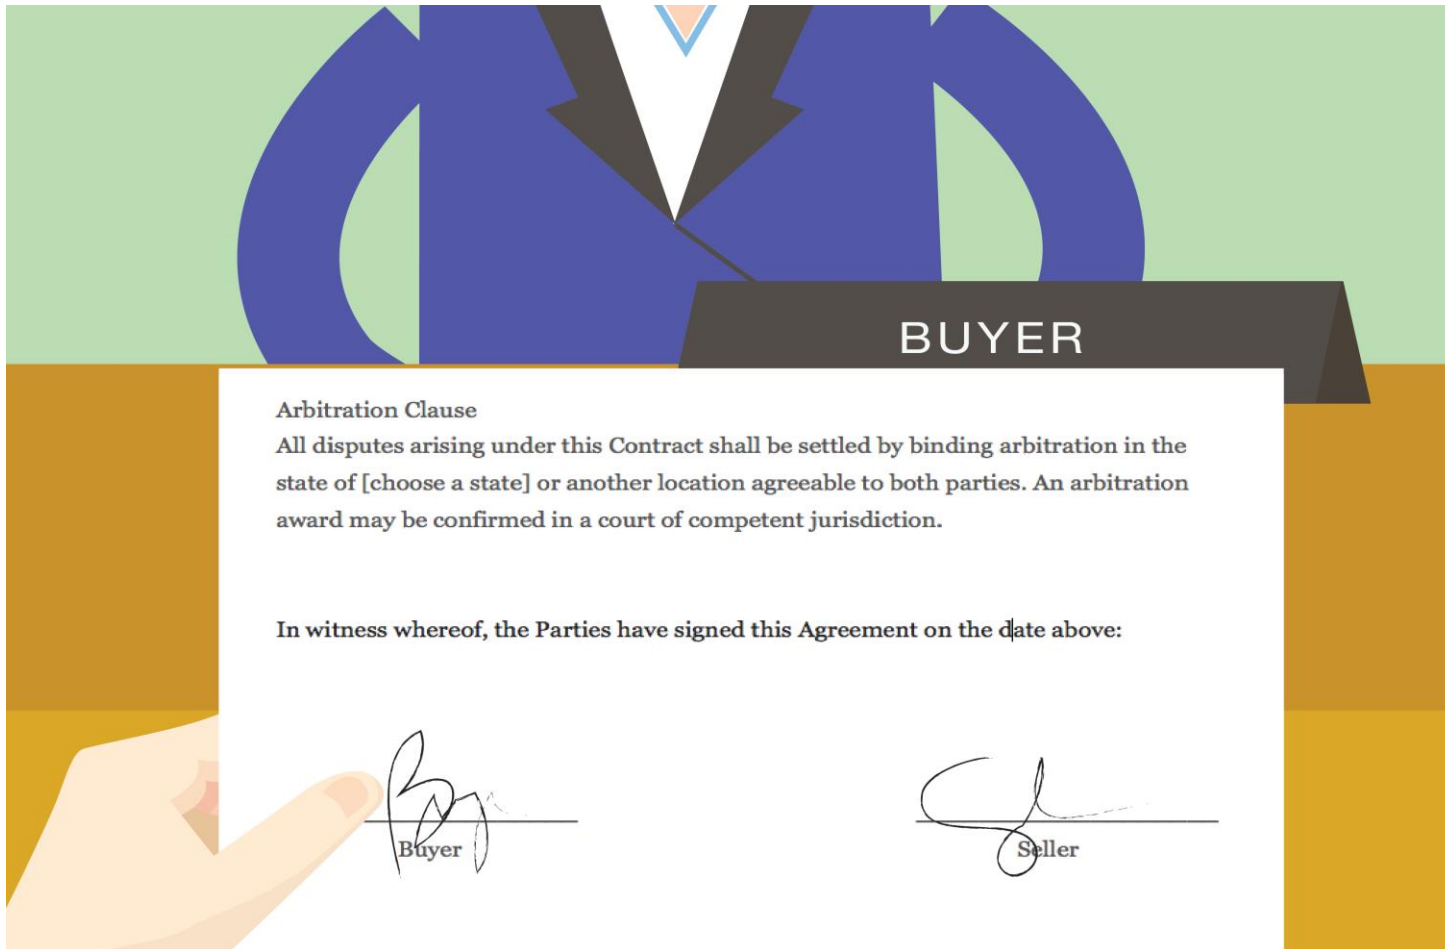 BUYER
Arbitration Clause
All disputes arising under this Contract shall be settled by binding arbitration in the
state of [choose a state] or another location agreeable to both parties. An arbitration
award may be confirmed in a court of competent jurisdiction.
In witness whereof, the Parties have signed this Agreement on the date above:
Buyer
Seller